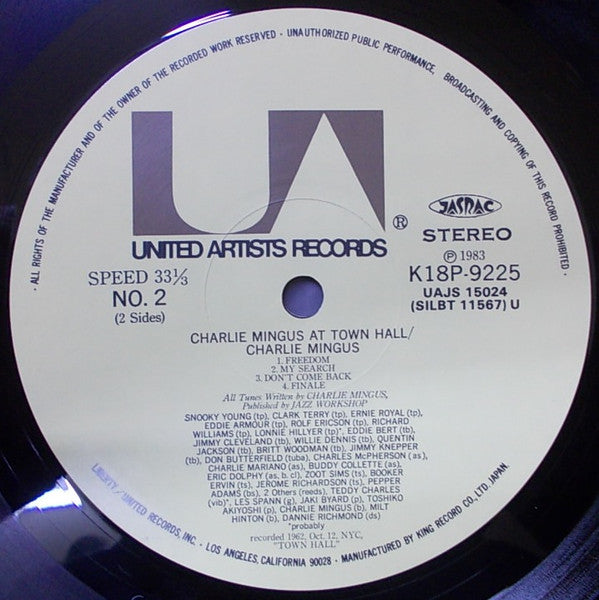 · ALL RIGHTS OF THE MANUFACTURER AND OF THE OWNER OF THE RECORDED WORK RESERVED · UNAUTHORIZED PUBLIC PERFORMANCE, BROADCASTING AND COPYING OF THIS RECORD PROHIBITED ·
UA
®
UNITED ARTISTS RECORDS
JASRAC
STEREO
SPEED 33⅓
NO. 2
(2 Sides)
Ⓟ 1983
K18P-9225
UAJS 15024
(SILBT 11567) U
CHARLIE MINGUS AT TOWN HALL/
CHARLIE MINGUS
1. FREEDOM
2. MY SEARCH
3. DON'T COME BACK
4. FINALE
All Tunes Written by CHARLIE MINGUS,
Published by JAZZ WORKSHOP
SNOOKY YOUNG (tp), CLARK TERRY (tp), ERNIE ROYAL (tp),
EDDIE ARMOUR (tp), ROLF ERICSON (tp), RICHARD
WILLIAMS (tp), LONNIE HILLYER (tp)*, EDDIE BERT (tb),
JIMMY CLEVELAND (tb), WILLIE DENNIS (tb), QUENTIN
JACKSON (tb), BRITT WOODMAN (tb), JIMMY KNEPPER
(tb), DON BUTTERFIELD (tuba), CHARLES McPHERSON (as),
CHARLIE MARIANO (as), BUDDY COLLETTE (as),
ERIC DOLPHY (as, b. cl), ZOOT SIMS (ts), BOOKER
ERVIN (ts), JEROME RICHARDSON (ts), PEPPER
ADAMS (bs), 2 Others (reeds), TEDDY CHARLES
(vib)*, LES SPANN (g), JAKI BYARD (p), TOSHIKO
AKIYOSHI (p), CHARLIE MINGUS (b), MILT
HINTON (b), DANNIE RICHMOND (ds)
*probably
recorded 1962, Oct. 12, NYC,
"TOWN HALL"
LIBERTY/UNITED RECORDS, INC. · LOS ANGELES, CALIFORNIA 90028 · MANUFACTURED BY KING RECORD CO., LTD. JAPAN.